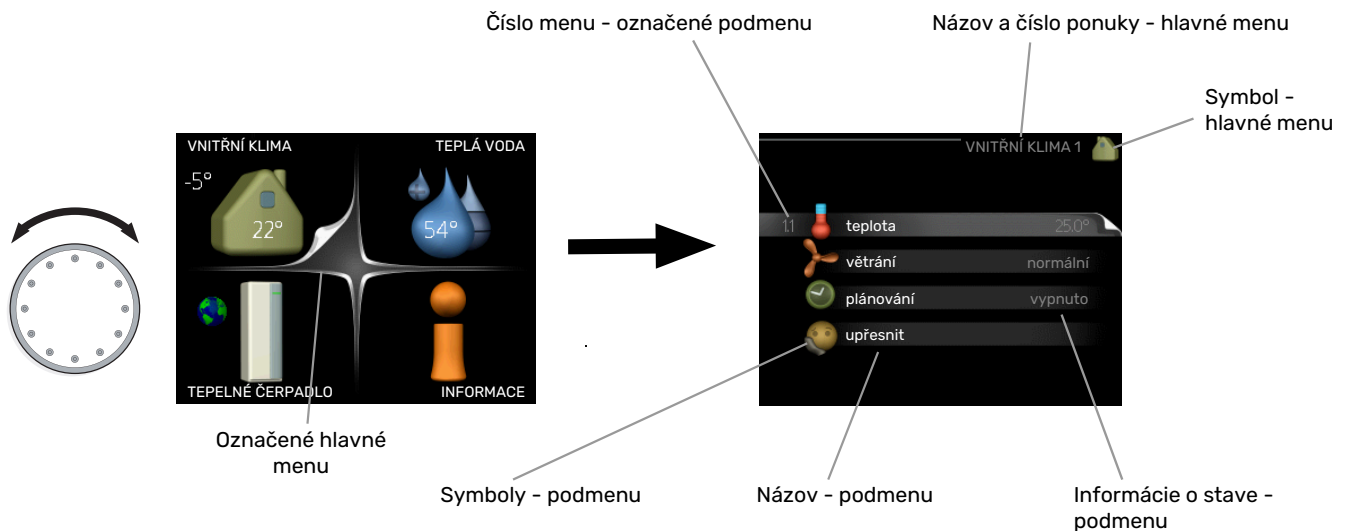 Číslo menu - označené podmenu
Názov a číslo ponuky - hlavné menu
Symbol -
hlavné menu
VNITŘNÍ KLIMA
TEPLÁ VODA
-5°
22°
54°
TEPELNÉ ČERPADLO
INFORMACE
VNITŘNÍ KLIMA 1
1.1 teplota 25.0°
větrání normální
plánování vypnuto
upřesnit
Označené hlavné
menu
Symboly - podmenu
Názov - podmenu
Informácie o stave -
podmenu